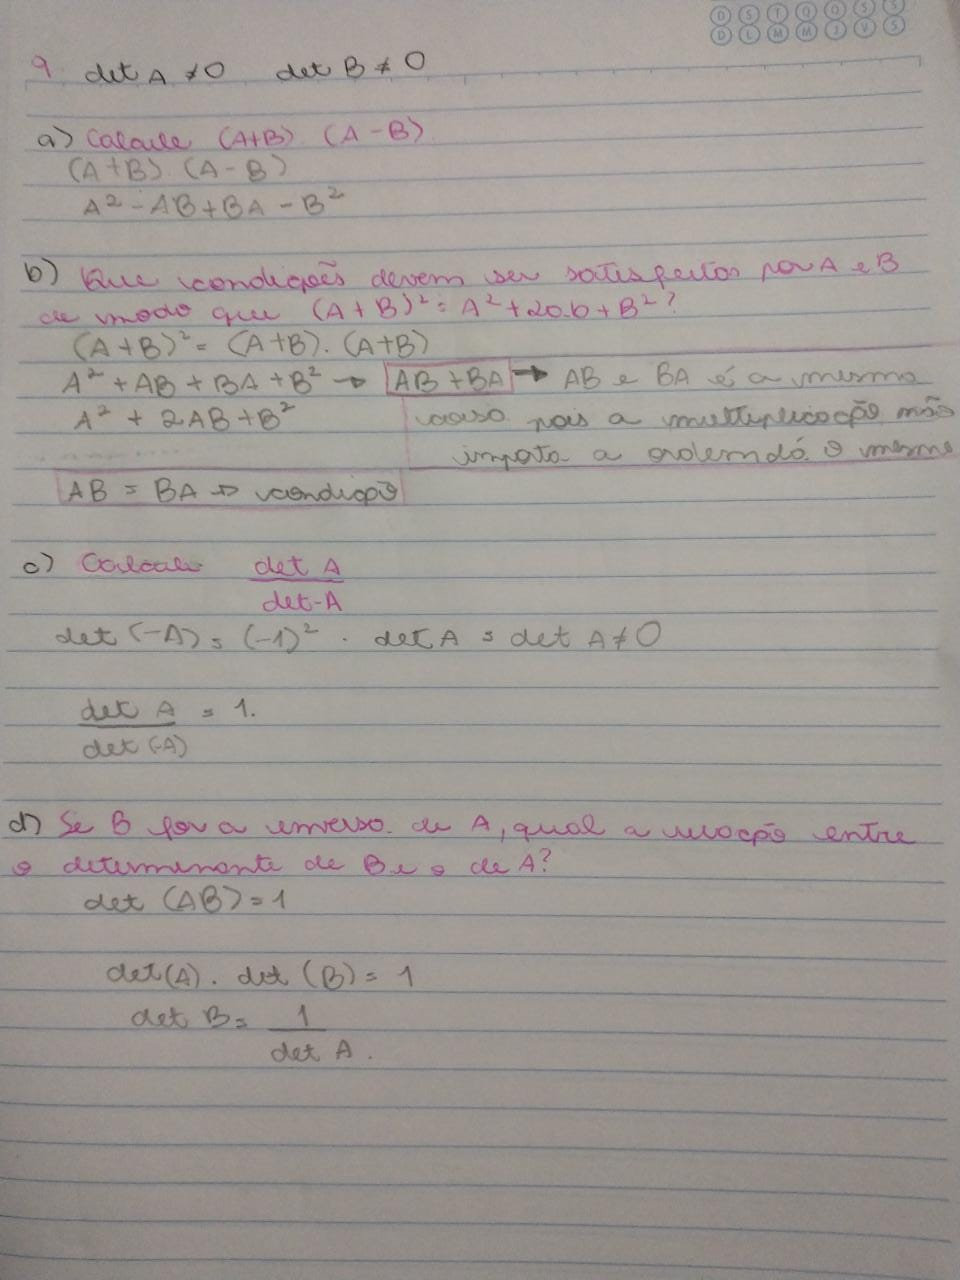 D S T Q Q S S
D L M M J V S
9. det A ≠ 0 det B ≠ 0
a) Calcule (A+B) (A-B).
(A+B). (A-B)
A² - AB + BA - B²
b) Que condições devem ser satisfeitas por A e B
de modo que (A+B)² = A² + 2a.b + B²?
(A+B)² = (A+B). (A+B)
A² + AB + BA + B² → AB + BA → AB e BA é a mesma
A² + 2AB + B² coisa pois a multiplicação não
importa a ordem dá o mesmo
AB = BA → condição
c) Calcule det A
det-A
det (-A) = (-1)² . det A = det A ≠ 0
det A = 1.
det (-A)
d) Se B for a inversa de A, qual a relação entre
o determinante de B e o de A?
det (AB) = 1
det(A). det (B) = 1
det B = 1
det A.